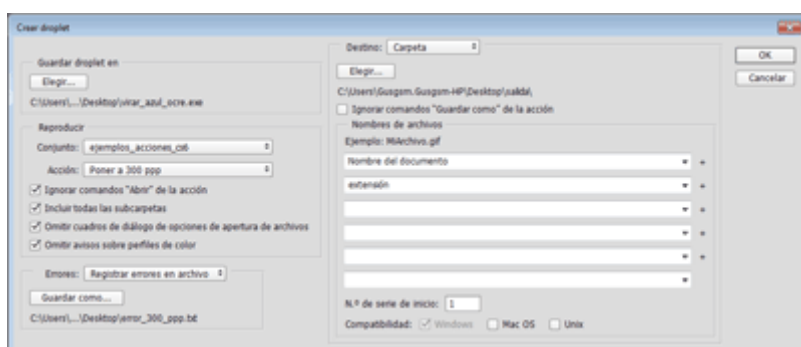 Crear droplet
Guardar droplet en
Elegir...
C:\Users\...\Desktop\virar_azul_ocre.exe
Reproducir
Conjunto: ejemplos_acciones_cs6
Acción: Poner a 300 ppp
Ignorar comandos "Abrir" de la acción
Incluir todas las subcarpetas
Omitir cuadros de diálogo de opciones de apertura de archivos
Omitir avisos sobre perfiles de color
Errores: Registrar errores en archivo
Guardar como...
C:\Users\...\Desktop\error_300_ppp.txt
Destino: Carpeta
Elegir...
C:\Users\Gusgsm.Gusgsm-HP\Desktop\salida\
Ignorar comandos "Guardar como" de la acción
Nombres de archivos
Ejemplo: MiArchivo.gif
Nombre del documento +
extensión +
+
+
+
N.º de serie de inicio: 1
Compatibilidad: Windows Mac OS Unix
OK
Cancelar